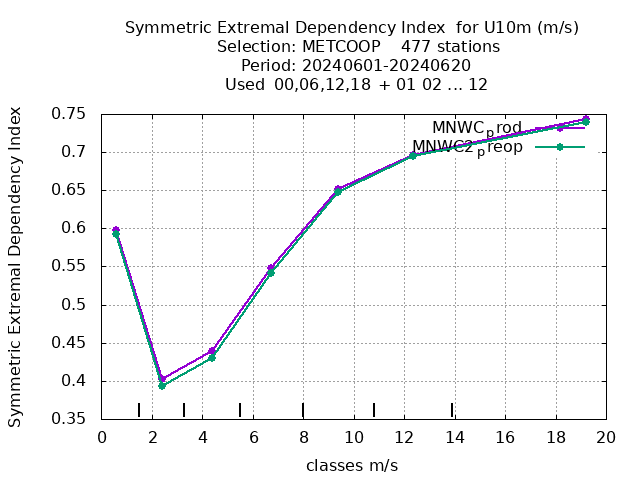 Symmetric Extremal Dependency Index  for U10m (m/s)
Selection: METCOOP    477 stations
Period: 20240601-20240620
Used  00,06,12,18  + 01 02 ... 12
Symmetric Extremal Dependency Index
0.75
0.7
0.65
0.6
0.55
0.5
0.45
0.4
0.35
MNWCprod
MNWC2preop
0 2 4 6 8 10 12 14 16 18 20
classes m/s